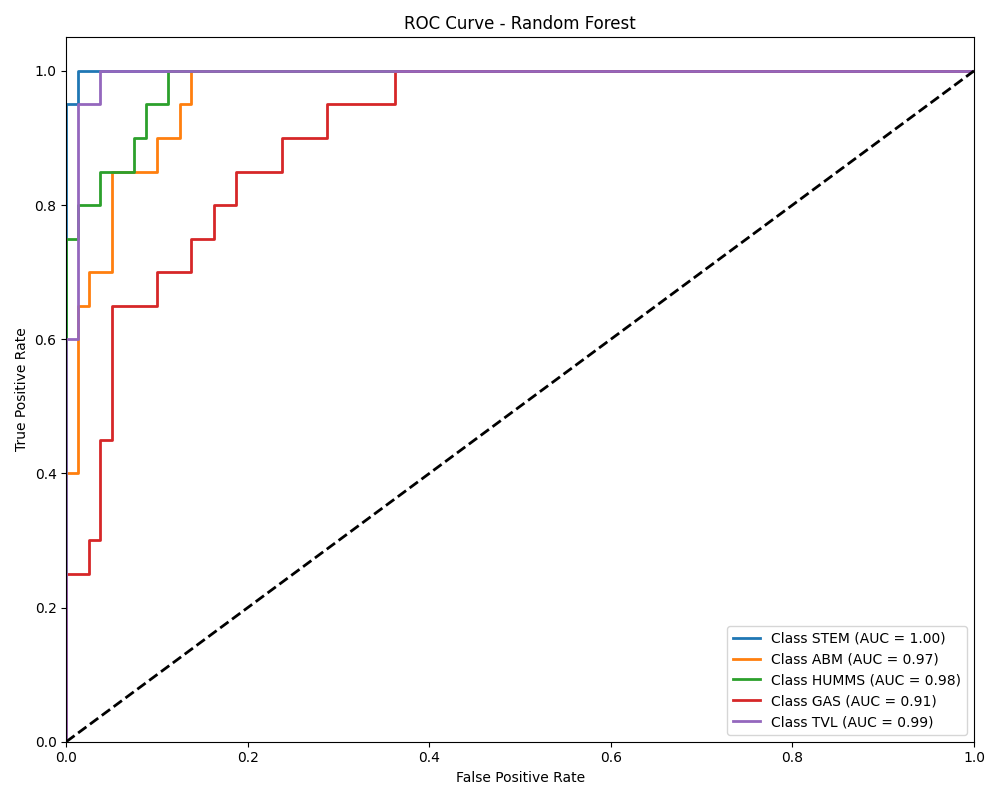 ROC Curve - Random Forest
1.0
0.8
0.6
0.4
0.2
0.0
True Positive Rate
0.0 0.2 0.4 0.6 0.8 1.0
False Positive Rate
Class STEM (AUC = 1.00)
Class ABM (AUC = 0.97)
Class HUMMS (AUC = 0.98)
Class GAS (AUC = 0.91)
Class TVL (AUC = 0.99)